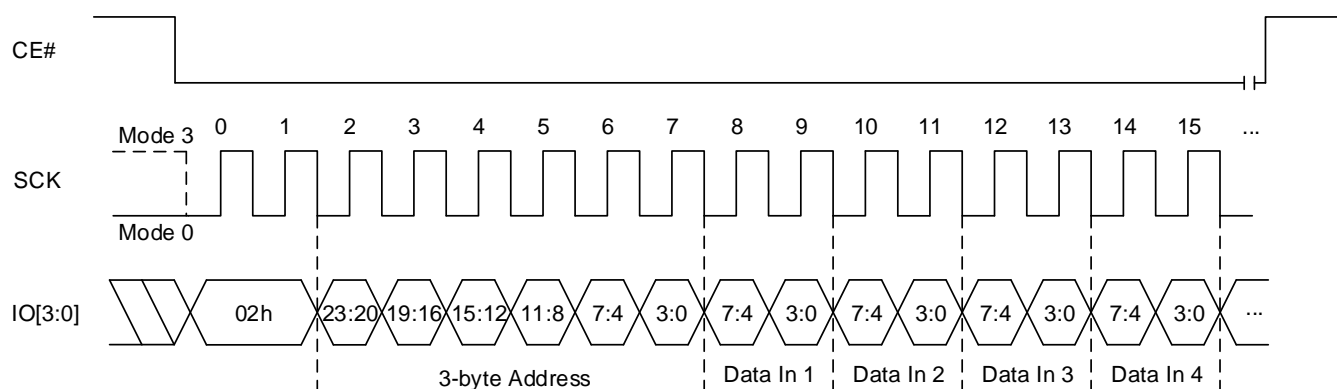 CE#
Mode 3 0 1 2 3 4 5 6 7 8 9 10 11 12 13 14 15 ...
SCK
Mode 0
IO[3:0] 02h 23:20 19:16 15:12 11:8 7:4 3:0 7:4 3:0 7:4 3:0 7:4 3:0 7:4 3:0 ...
3-byte Address Data In 1 Data In 2 Data In 3 Data In 4